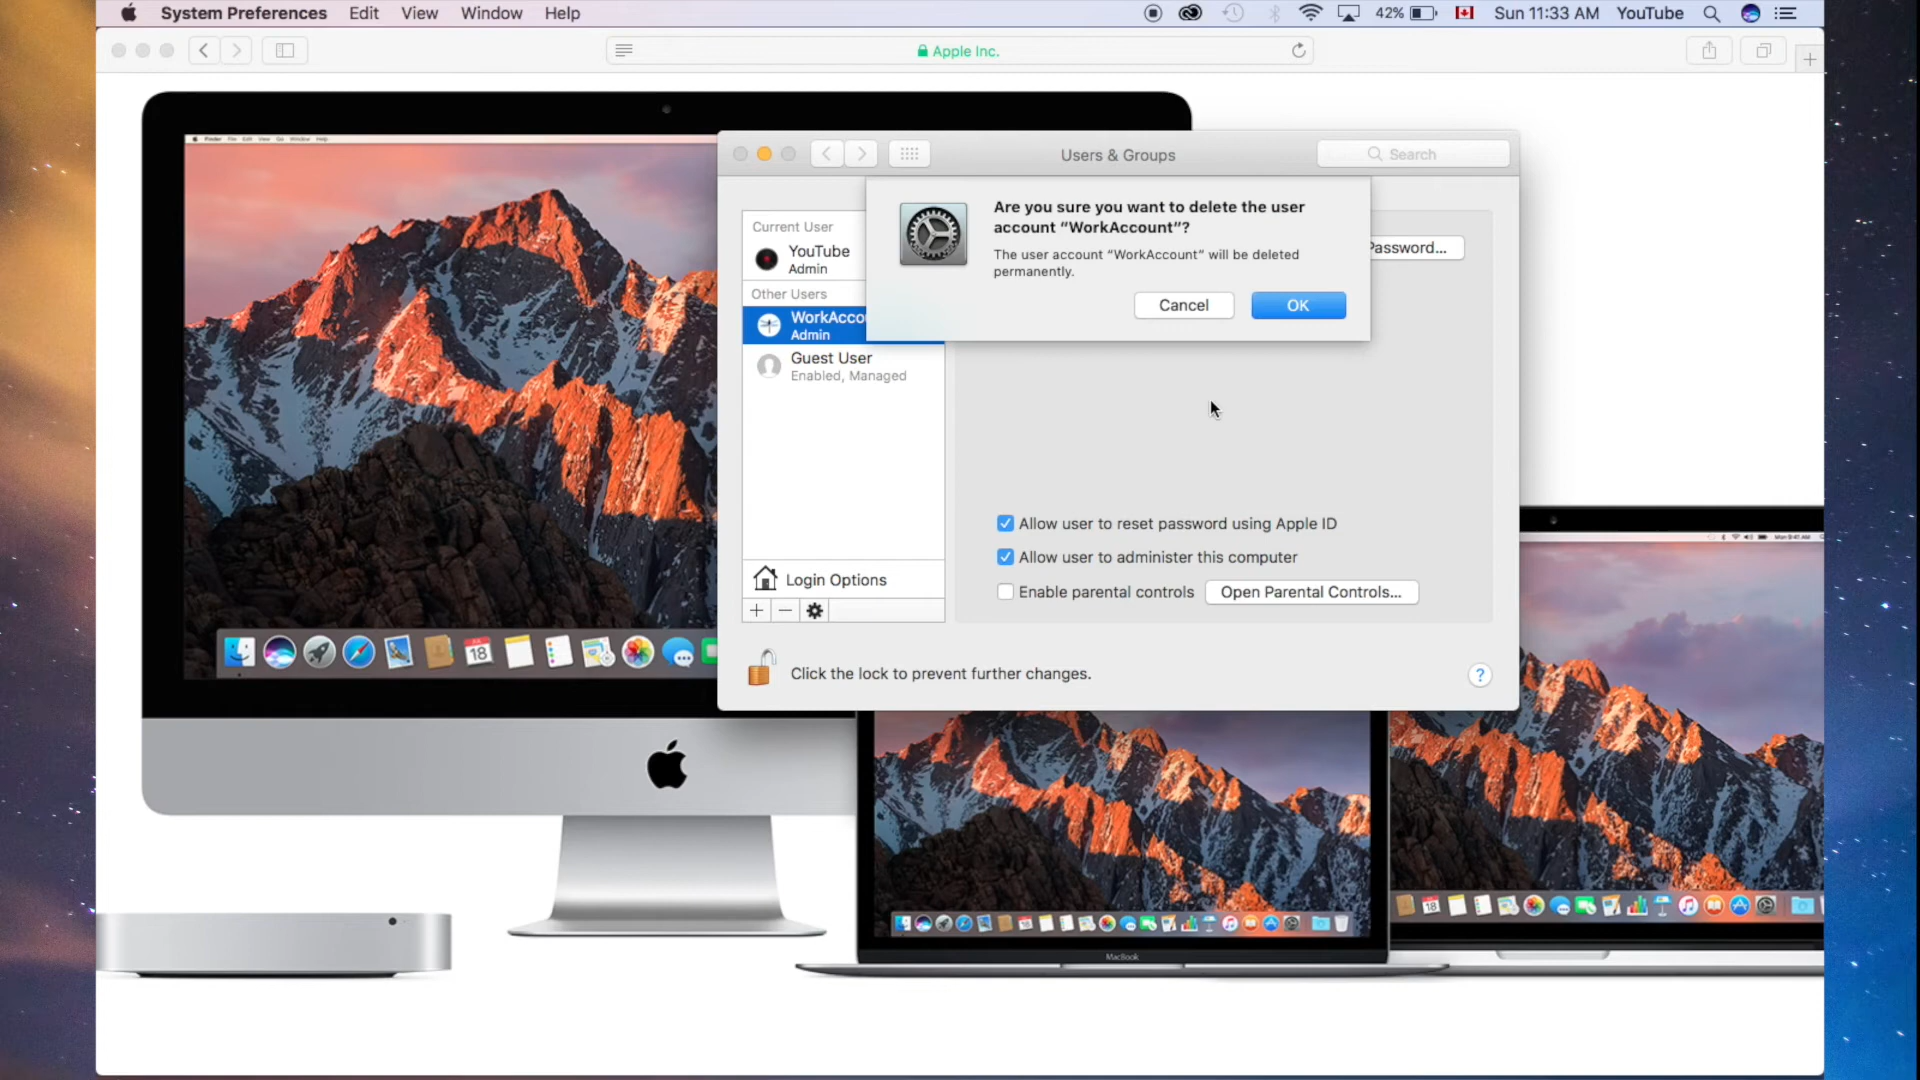 System Preferences Edit View Window Help
42% Sun 11:33 AM YouTube
Apple Inc.
Users & Groups
Search
Are you sure you want to delete the user
account “WorkAccount”?
The user account “WorkAccount” will be deleted
permanently.
Cancel
OK
Current User
YouTube
Admin
Other Users
WorkAccou
Admin
Guest User
Enabled, Managed
Password...
Allow user to reset password using Apple ID
Allow user to administer this computer
Enable parental controls
Open Parental Controls...
Login Options
Click the lock to prevent further changes.
?
18
18
MacBook